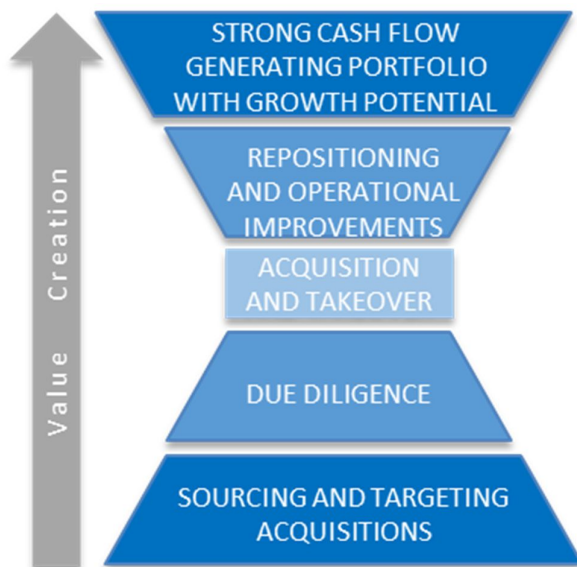 STRONG CASH FLOW
GENERATING PORTFOLIO
WITH GROWTH POTENTIAL
REPOSITIONING
AND OPERATIONAL
IMPROVEMENTS
ACQUISITION
AND TAKEOVER
DUE DILIGENCE
SOURCING AND TARGETING
ACQUISITIONS
Value Creation